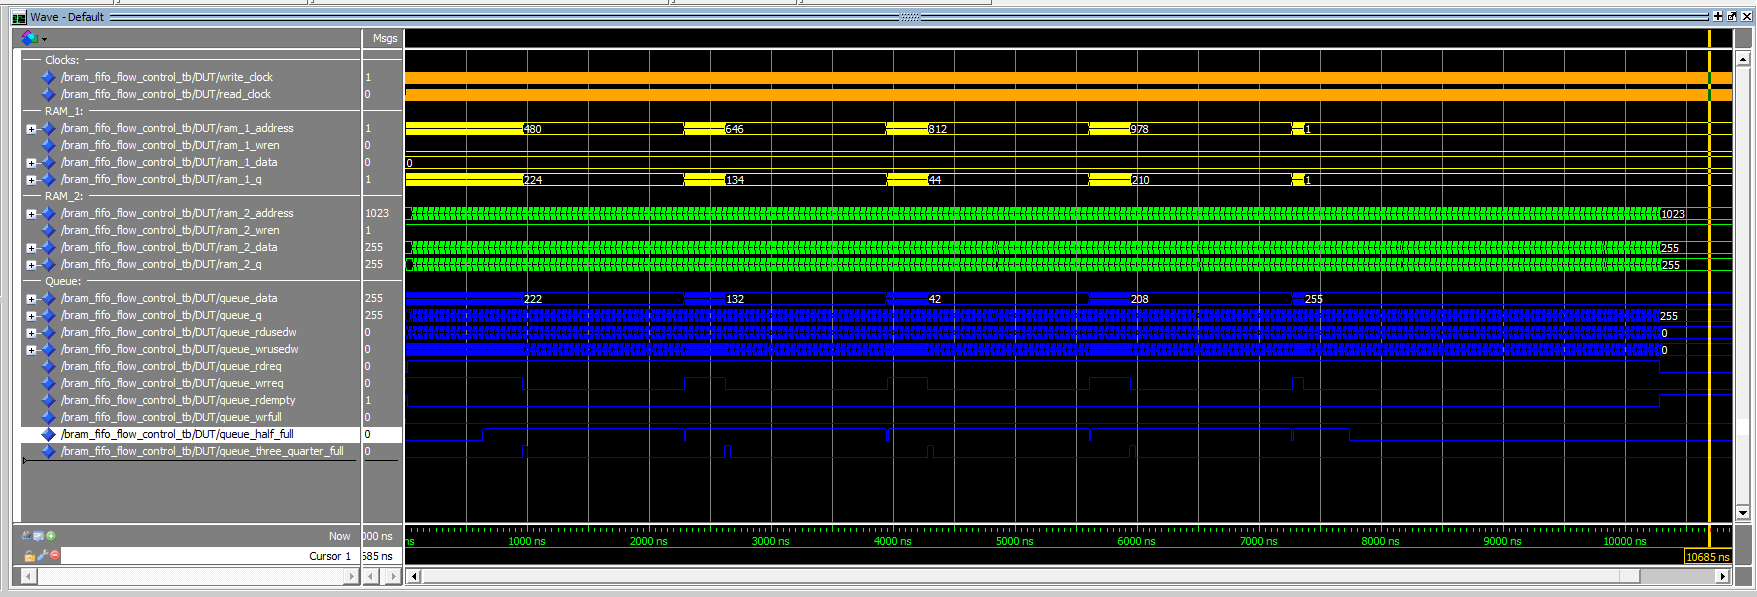 Wave - Default
Msgs
Clocks:
/bram_fifo_flow_control_tb/DUT/write_clock 1
/bram_fifo_flow_control_tb/DUT/read_clock 0
RAM_1:
/bram_fifo_flow_control_tb/DUT/ram_1_address 1 480 646 812 978 1
/bram_fifo_flow_control_tb/DUT/ram_1_wren 0
/bram_fifo_flow_control_tb/DUT/ram_1_data 0 0
/bram_fifo_flow_control_tb/DUT/ram_1_q 1 224 134 44 210 1
RAM_2:
/bram_fifo_flow_control_tb/DUT/ram_2_address 1023 1023
/bram_fifo_flow_control_tb/DUT/ram_2_wren 1
/bram_fifo_flow_control_tb/DUT/ram_2_data 255 255
/bram_fifo_flow_control_tb/DUT/ram_2_q 255 255
Queue:
/bram_fifo_flow_control_tb/DUT/queue_data 255 222 132 42 208 255
/bram_fifo_flow_control_tb/DUT/queue_q 255 255
/bram_fifo_flow_control_tb/DUT/queue_rdusedw 0 0
/bram_fifo_flow_control_tb/DUT/queue_wrusedw 0 0
/bram_fifo_flow_control_tb/DUT/queue_rdreq 0
/bram_fifo_flow_control_tb/DUT/queue_wrreq 0
/bram_fifo_flow_control_tb/DUT/queue_rdempty 1
/bram_fifo_flow_control_tb/DUT/queue_wrfull 0
/bram_fifo_flow_control_tb/DUT/queue_half_full 0
/bram_fifo_flow_control_tb/DUT/queue_three_quarter_full 0
Now 000 ns ns 1000 ns 2000 ns 3000 ns 4000 ns 5000 ns 6000 ns 7000 ns 8000 ns 9000 ns 10000 ns
Cursor 1 585 ns 10685 ns